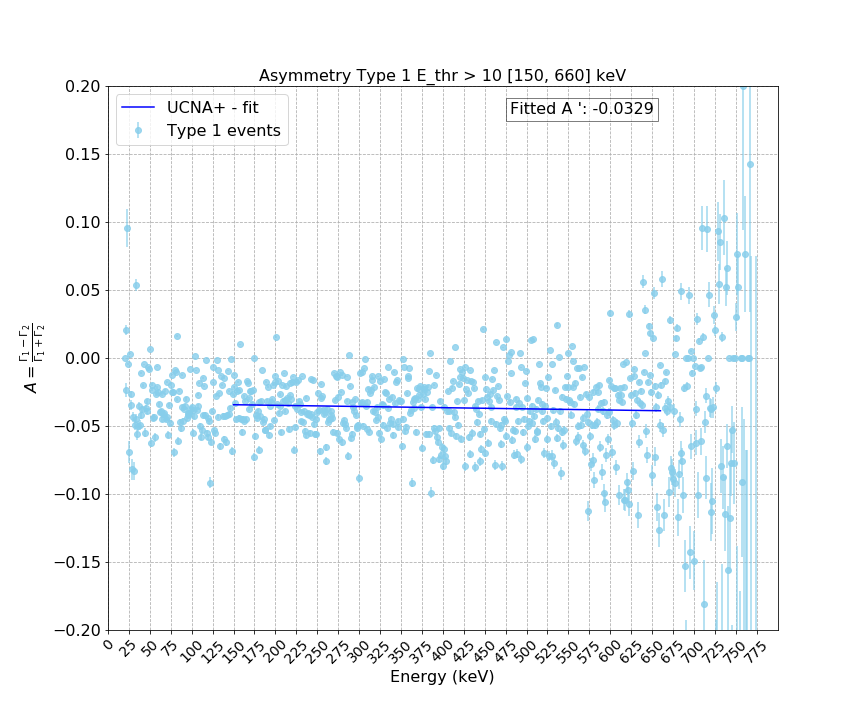 Asymmetry Type 1 E_thr > 10 [150, 660] keV
UCNA+ - fit
Type 1 events
Fitted A ': -0.0329
A = Γ1 − Γ2 / Γ1 + Γ2
0.20
0.15
0.10
0.05
0.00
−0.05
−0.10
−0.15
−0.20
0 25 50 75 100 125 150 175 200 225 250 275 300 325 350 375 400 425 450 475 500 525 550 575 600 625 650 675 700 725 750 775
Energy (keV)